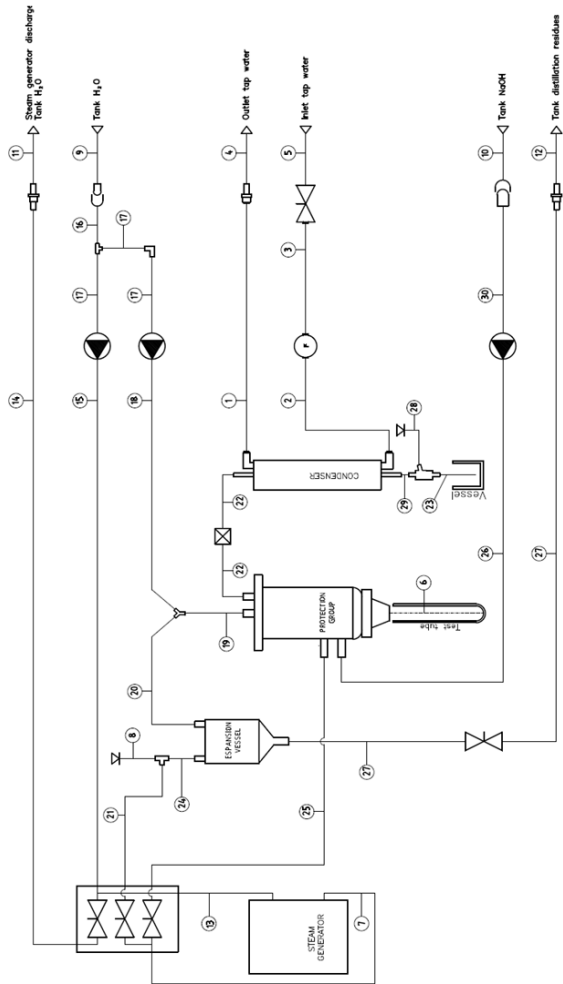 Steam generator discharge
Tank H₂O
Tank H₂O
Outlet tap water
Inlet tap water
Tank NaOH
Tank distillation residues
11
9
4
5
10
12
16
17
3
17
17
30
F
14
15
18
1
2
28
CONDENSER
22
29
23
Vessel
26
27
22
6
PROTECTION
GROUP
Test tube
19
20
8
ESPANSION
VESSEL
24
27
21
25
13
7
STEAM
GENERATOR